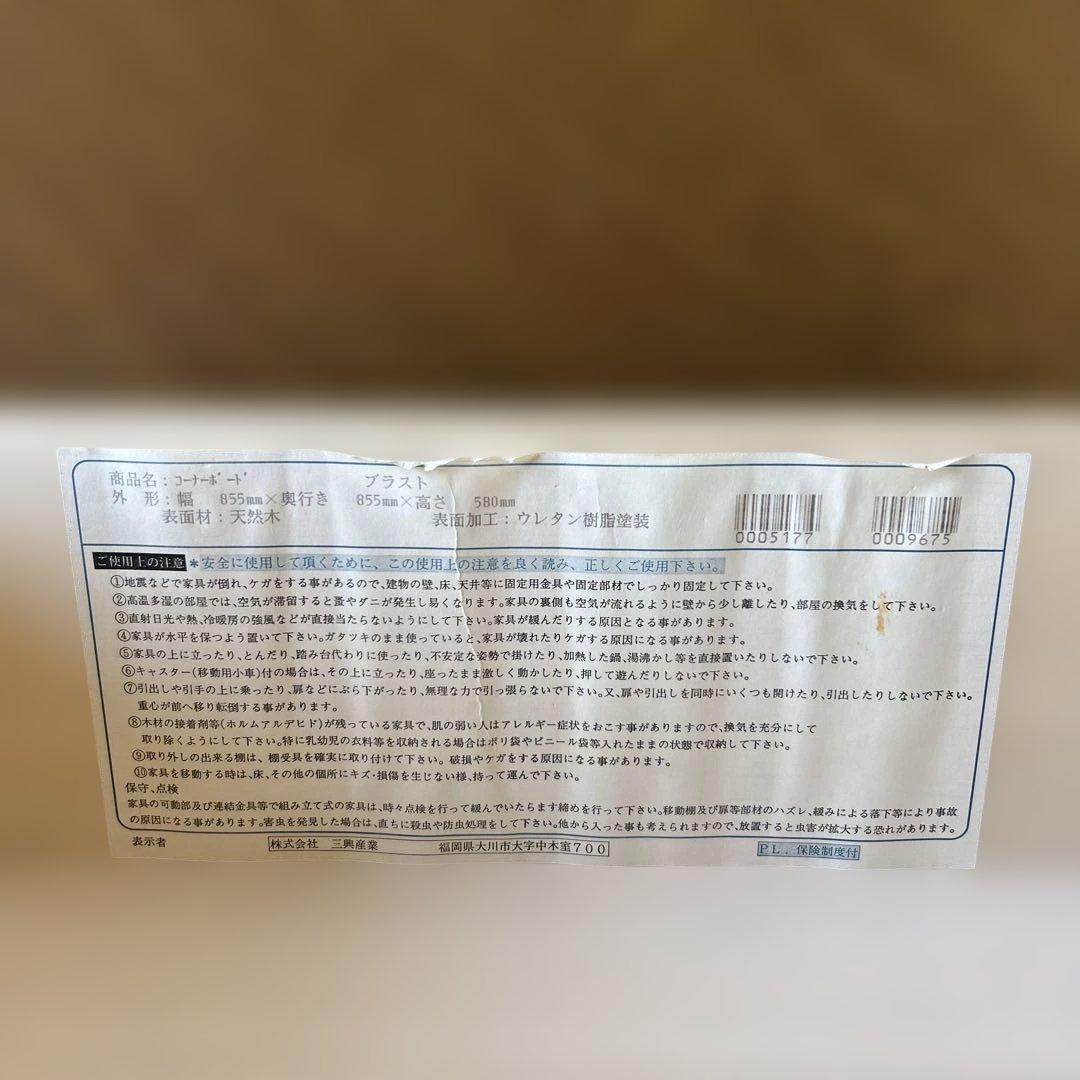 商品名：ｺｰﾅｰﾎﾞｰﾄﾞ ブラスト
外 形：幅 855mm×奥行き 855mm×高さ 580mm
表面材：天然木 表面加工：ウレタン樹脂塗装
0005177 0009675
ご使用上の注意 *安全に使用して頂くために、この使用上の注意を良く読み、正しくご使用下さい。
①地震などで家具が倒れ、ケガをする事があるので、建物の壁、床、天井等に固定用金具や固定部材でしっかり固定して下さい。
②高温多湿の部屋では、空気が滞留すると蚤やダニが発生し易くなります。家具の裏側も空気が流れるように壁から少し離したり、部屋の換気をして下さい。
③直射日光や熱、冷暖房の強風などが直接当たらないようにして下さい。家具が緩んだりする原因となる事があります。
④家具が水平を保つよう置いて下さい。ガタツキのまま使っていると、家具が壊れたりケガする原因になる事があります。
⑤家具の上に立ったり、とんだり、踏み台代わりに使ったり、不安定な姿勢で掛けたり、加熱した鍋、湯沸かし等を直接置いたりしないで下さい。
⑥キャスター(移動用小車)付の場合は、その上に立ったり、座ったまま激しく動かしたり、押して遊んだりしないで下さい。
⑦引出しや引手の上に乗ったり、扉などにぶら下がったり、無理な力で引っ張らないで下さい。又、扉や引出しを同時にいくつも開けたり、引出したりしないで下さい。
重心が前へ移り転倒する事があります。
⑧木材の接着剤等(ホルムアルデヒド)が残っている家具で、肌の弱い人はアレルギー症状をおこす事がありますので、換気を充分にして
取り除くようにして下さい。特に乳幼児の衣料等を収納される場合はポリ袋やビニール袋等入れたままの状態で収納して下さい。
⑨取り外しの出来る棚は、棚受具を確実に取り付けて下さい。破損やケガをする原因になる事があります。
⑩家具を移動する時は、床、その他の個所にキズ・損傷を生じない様、持って運んで下さい。
保守、点検
家具の可動部及び連結金具等で組み立て式の家具は、時々点検を行って緩んでいたらます締めを行って下さい。移動棚及び扉等部材のハズレ、緩みによる落下等により事故
の原因になる事があります。害虫を発見した場合は、直ちに殺虫や防虫処理をして下さい。他から入った事も考えられますので、放置すると虫害が拡大する恐れがあります。
表示者 株式会社 三興産業 福岡県大川市大字中木室700 PL．保険制度付